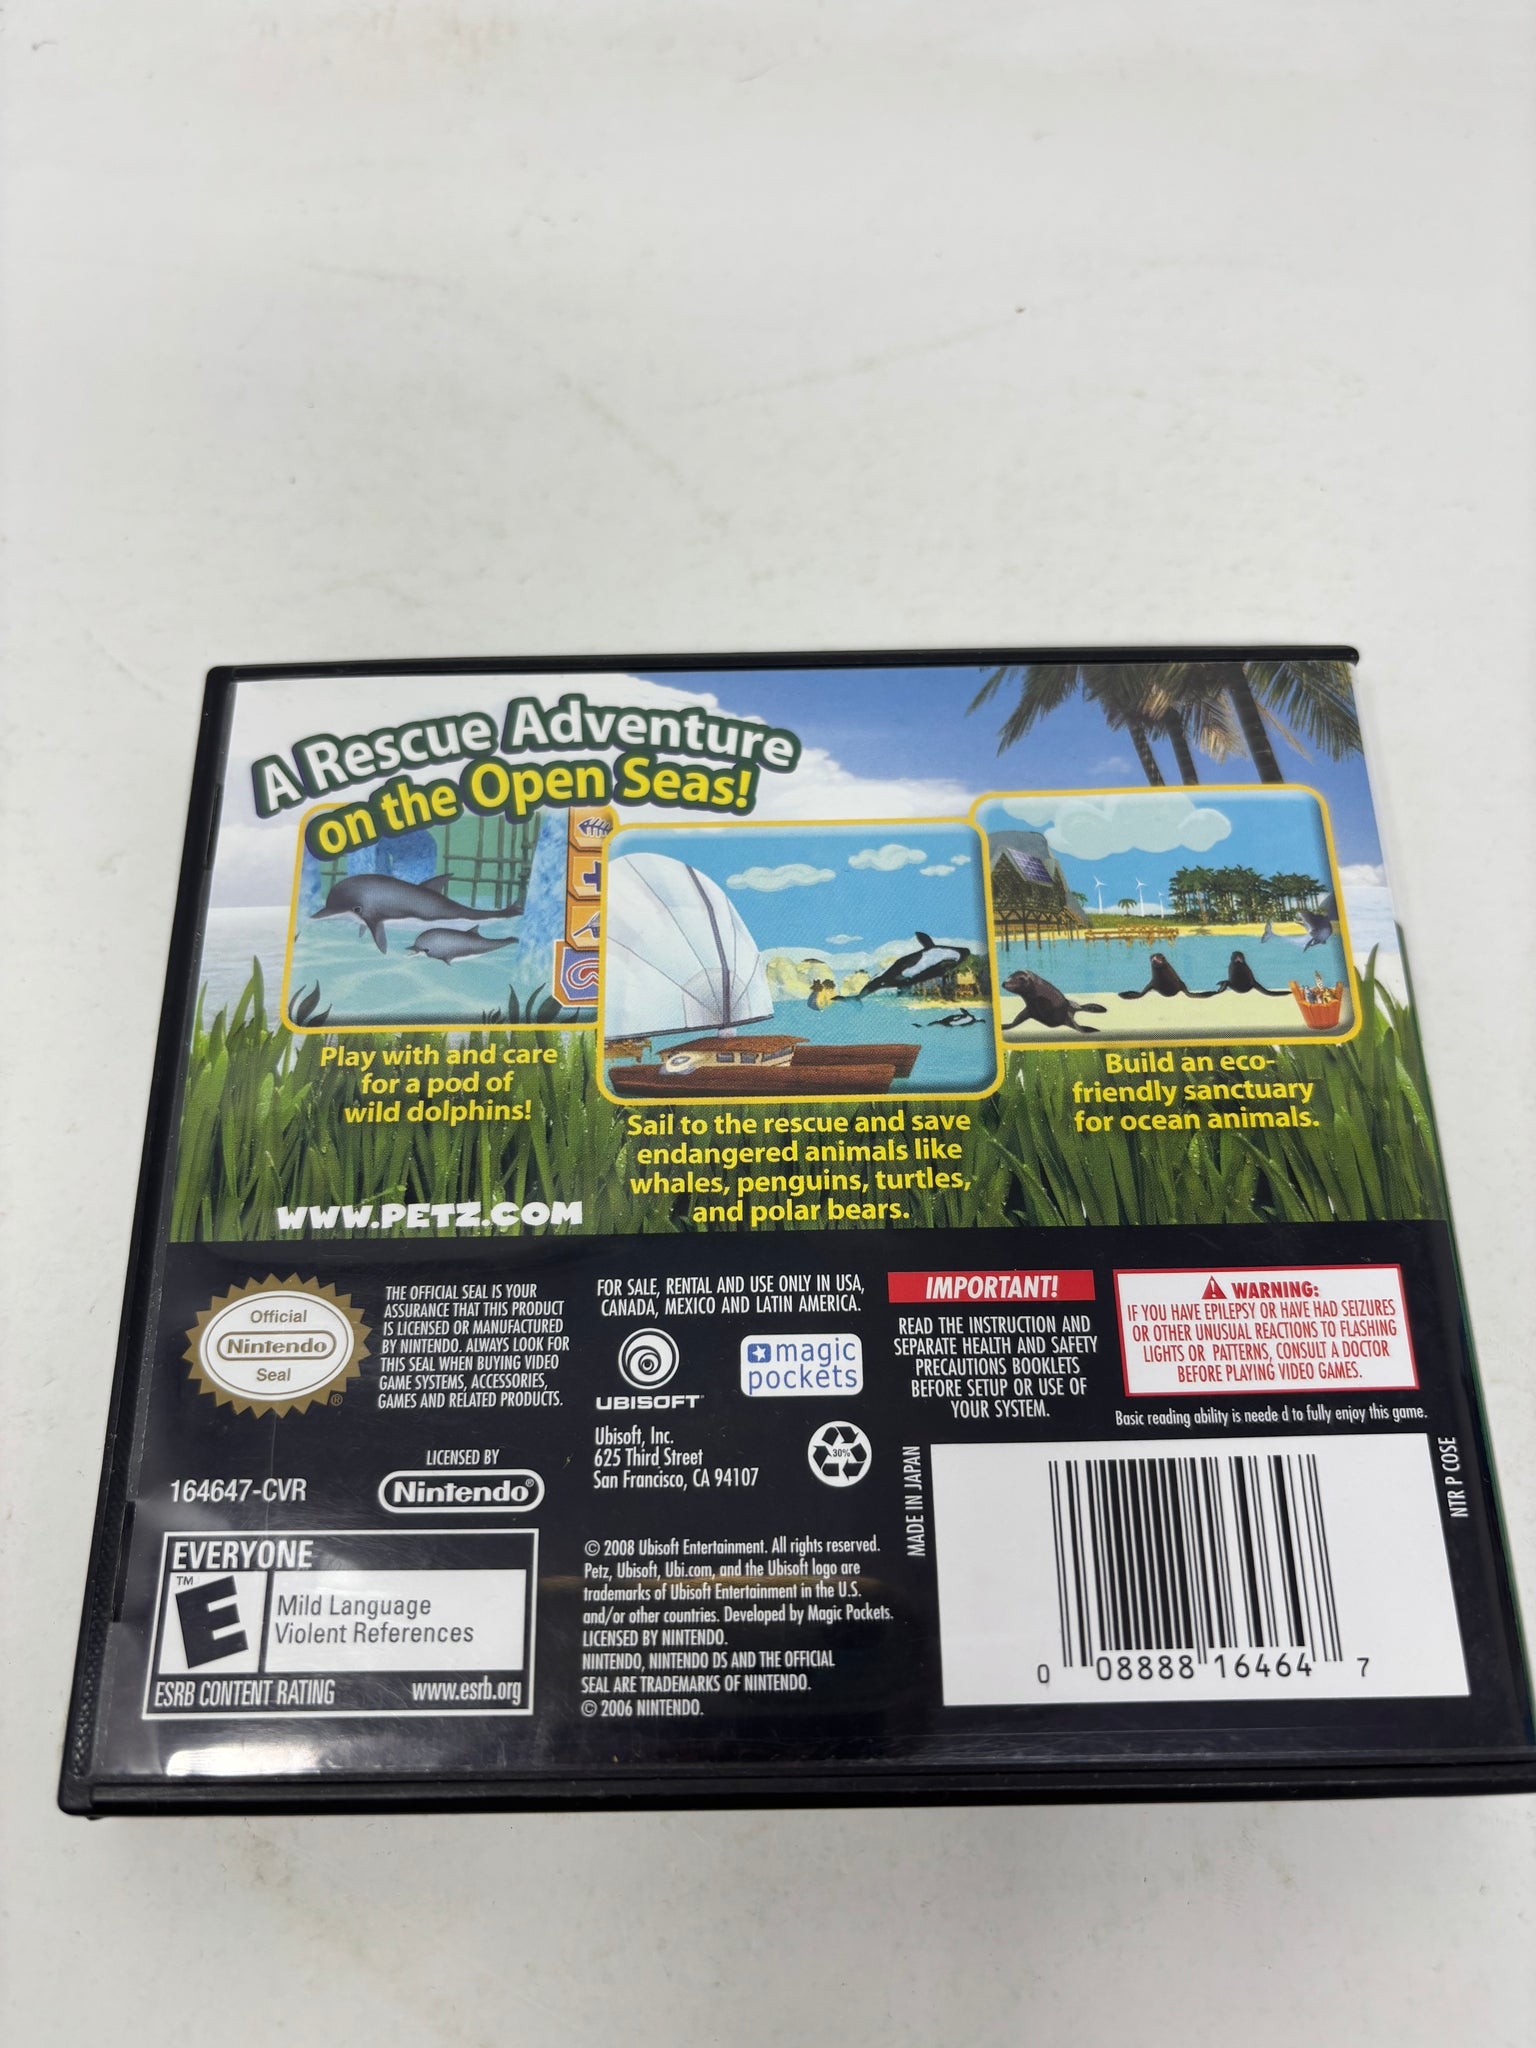 A Rescue Adventure
on the Open Seas!
Play with and care
for a pod of
wild dolphins!
Sail to the rescue and save
endangered animals like
whales, penguins, turtles,
and polar bears.
Build an eco-
friendly sanctuary
for ocean animals.
WWW.PETZ.COM
Official
Nintendo
Seal
®
THE OFFICIAL SEAL IS YOUR
ASSURANCE THAT THIS PRODUCT
IS LICENSED OR MANUFACTURED
BY NINTENDO. ALWAYS LOOK FOR
THIS SEAL WHEN BUYING VIDEO
GAME SYSTEMS, ACCESSORIES,
GAMES AND RELATED PRODUCTS.
164647-CVR
LICENSED BY
Nintendo®
EVERYONE
TM
E
Mild Language
Violent References
ESRB CONTENT RATING www.esrb.org
FOR SALE, RENTAL AND USE ONLY IN USA,
CANADA, MEXICO AND LATIN AMERICA.
UBISOFT™
magic
pockets
Ubisoft, Inc.
625 Third Street
San Francisco, CA 94107
30%
© 2008 Ubisoft Entertainment. All rights reserved.
Petz, Ubisoft, Ubi.com, and the Ubisoft logo are
trademarks of Ubisoft Entertainment in the U.S.
and/or other countries. Developed by Magic Pockets.
LICENSED BY NINTENDO.
NINTENDO, NINTENDO DS AND THE OFFICIAL
SEAL ARE TRADEMARKS OF NINTENDO.
© 2006 NINTENDO.
IMPORTANT!
READ THE INSTRUCTION AND
SEPARATE HEALTH AND SAFETY
PRECAUTIONS BOOKLETS
BEFORE SETUP OR USE OF
YOUR SYSTEM.
WARNING:
IF YOU HAVE EPILEPSY OR HAVE HAD SEIZURES
OR OTHER UNUSUAL REACTIONS TO FLASHING
LIGHTS OR PATTERNS, CONSULT A DOCTOR
BEFORE PLAYING VIDEO GAMES.
Basic reading ability is neede d to fully enjoy this game.
MADE IN JAPAN
0 08888 16464 7
NTR P COSE